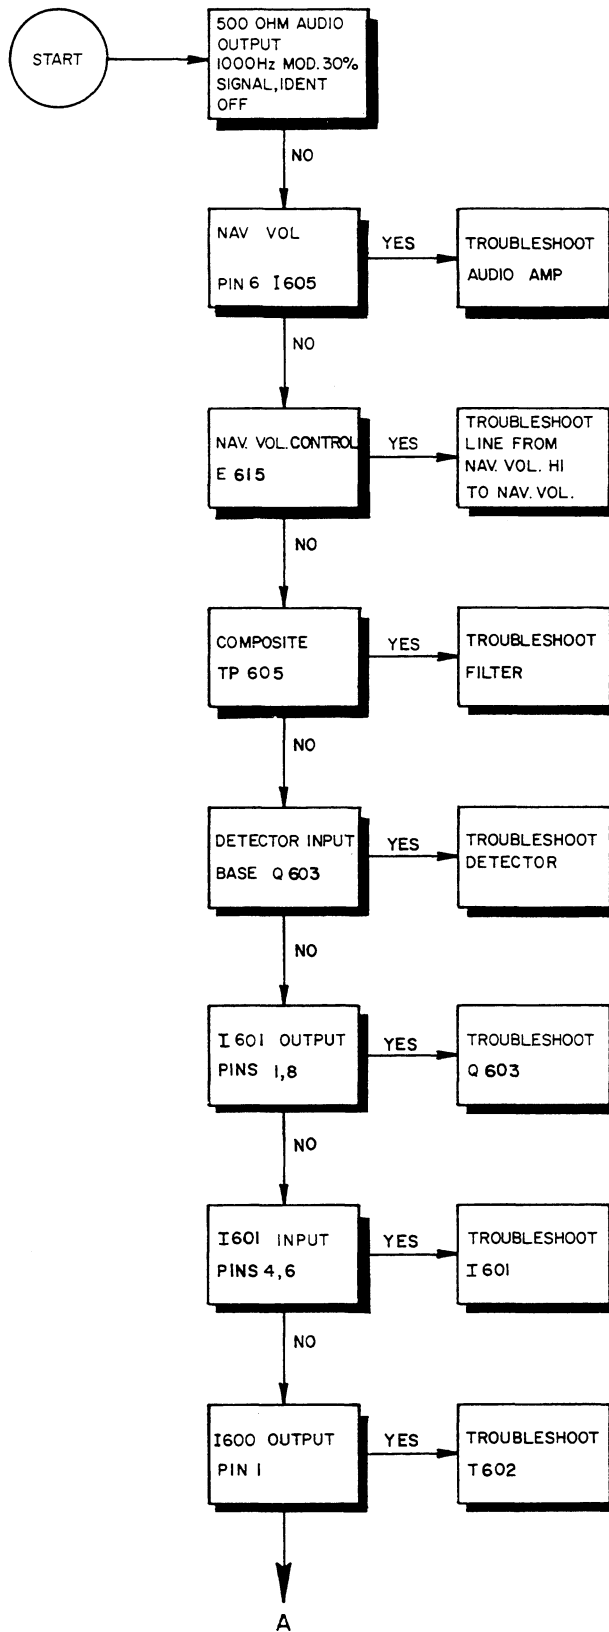 START
500 OHM AUDIO
OUTPUT
1000Hz MOD. 30%
SIGNAL, IDENT
OFF
NO
NAV VOL
PIN 6 I605
YES
TROUBLESHOOT
AUDIO AMP
NO
NAV. VOL. CONTROL
E 615
YES
TROUBLESHOOT
LINE FROM
NAV. VOL. HI
TO NAV. VOL.
NO
COMPOSITE
TP 605
YES
TROUBLESHOOT
FILTER
NO
DETECTOR INPUT
BASE Q 603
YES
TROUBLESHOOT
DETECTOR
NO
I 601 OUTPUT
PINS 1,8
YES
TROUBLESHOOT
Q 603
NO
I601 INPUT
PINS 4,6
YES
TROUBLESHOOT
I 601
NO
I600 OUTPUT
PIN 1
YES
TROUBLESHOOT
T 602
A